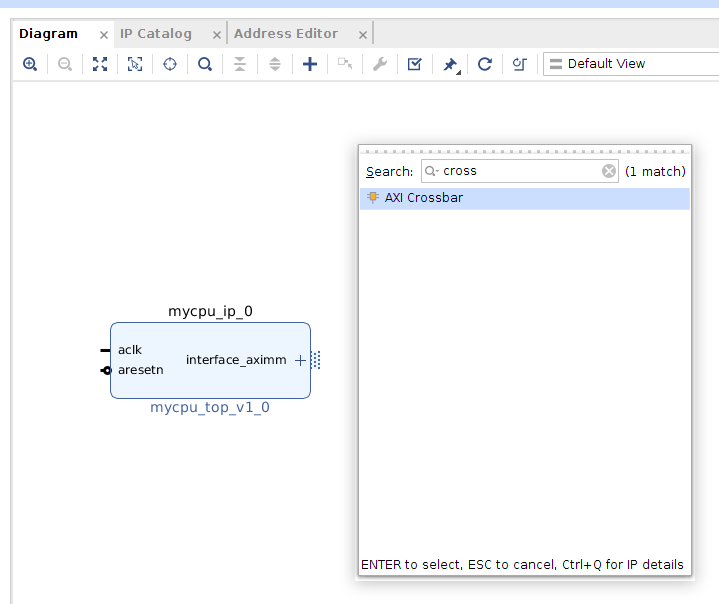 Diagram IP Catalog Address Editor
Default View
Search: cross (1 match)
AXI Crossbar
mycpu_ip_0
aclk
interface_aximm
aresetn
mycpu_top_v1_0
ENTER to select, ESC to cancel, Ctrl+Q for IP details